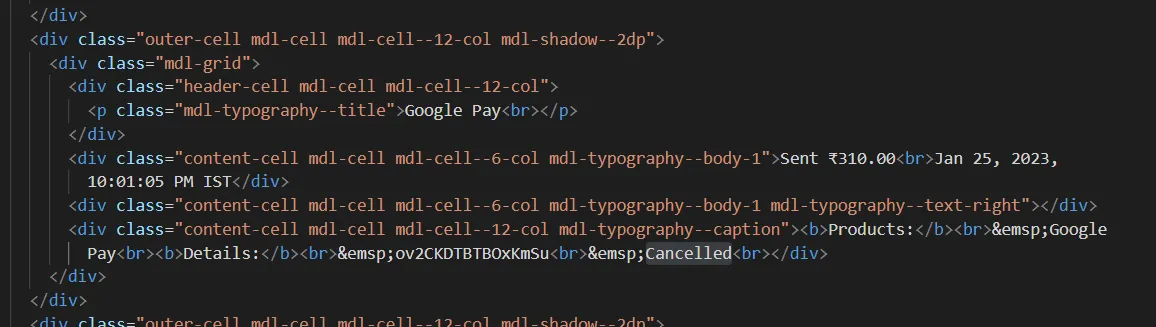 </div>
<div class="outer-cell mdl-cell mdl-cell--12-col mdl-shadow--2dp">
<div class="mdl-grid">
<div class="header-cell mdl-cell mdl-cell--12-col">
<p class="mdl-typography--title">Google Pay<br></p>
</div>
<div class="content-cell mdl-cell mdl-cell--6-col mdl-typography--body-1">Sent ₹310.00<br>Jan 25, 2023,
10:01:05 PM IST</div>
<div class="content-cell mdl-cell mdl-cell--6-col mdl-typography--body-1 mdl-typography--text-right"></div>
<div class="content-cell mdl-cell mdl-cell--12-col mdl-typography--caption"><b>Products:</b><br>&emsp;Google
Pay<br><b>Details:</b><br>&emsp;ov2CKDTBTBOxKmSu<br>&emsp;Cancelled<br></div>
</div>
</div>
<div class="outer-cell mdl-cell mdl-cell--12-col mdl-shadow--2dp">